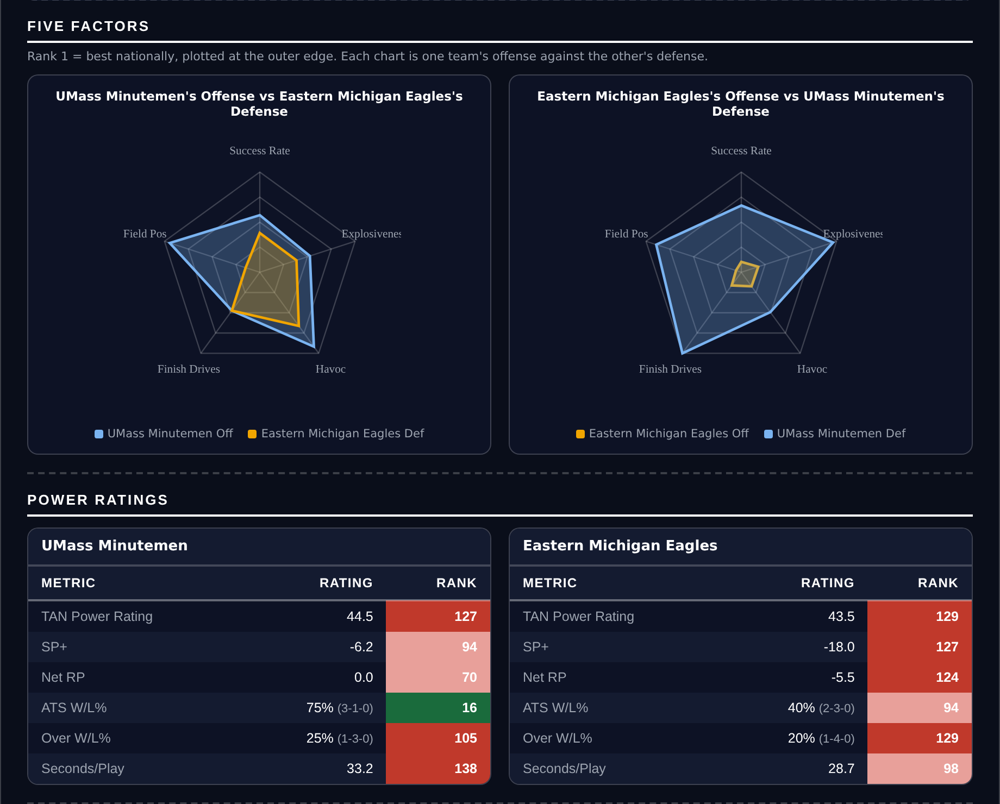 FIVE FACTORS
Rank 1 = best nationally, plotted at the outer edge. Each chart is one team's offense against the other's defense.
UMass Minutemen's Offense vs Eastern Michigan Eagles's
Defense
Success Rate
Field Pos
Explosivenes
Finish Drives
Havoc
UMass Minutemen Off
Eastern Michigan Eagles Def
Eastern Michigan Eagles's Offense vs UMass Minutemen's
Defense
Success Rate
Field Pos
Explosivenes
Finish Drives
Havoc
Eastern Michigan Eagles Off
UMass Minutemen Def
POWER RATINGS
UMass Minutemen
METRIC RATING RANK
TAN Power Rating 44.5 127
SP+ -6.2 94
Net RP 0.0 70
ATS W/L% 75% (3-1-0) 16
Over W/L% 25% (1-3-0) 105
Seconds/Play 33.2 138
Eastern Michigan Eagles
METRIC RATING RANK
TAN Power Rating 43.5 129
SP+ -18.0 127
Net RP -5.5 124
ATS W/L% 40% (2-3-0) 94
Over W/L% 20% (1-4-0) 129
Seconds/Play 28.7 98